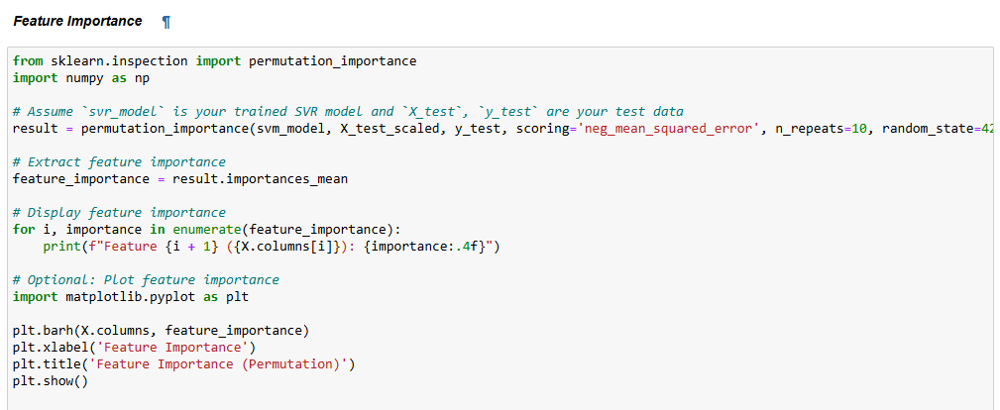 Feature Importance ¶
from sklearn.inspection import permutation_importance
import numpy as np
# Assume `svr_model` is your trained SVR model and `X_test`, `y_test` are your test data
result = permutation_importance(svm_model, X_test_scaled, y_test, scoring='neg_mean_squared_error', n_repeats=10, random_state=42
# Extract feature importance
feature_importance = result.importances_mean
# Display feature importance
for i, importance in enumerate(feature_importance):
    print(f"Feature {i + 1} ({X.columns[i]}): {importance:.4f}")
# Optional: Plot feature importance
import matplotlib.pyplot as plt
plt.barh(X.columns, feature_importance)
plt.xlabel('Feature Importance')
plt.title('Feature Importance (Permutation)')
plt.show()